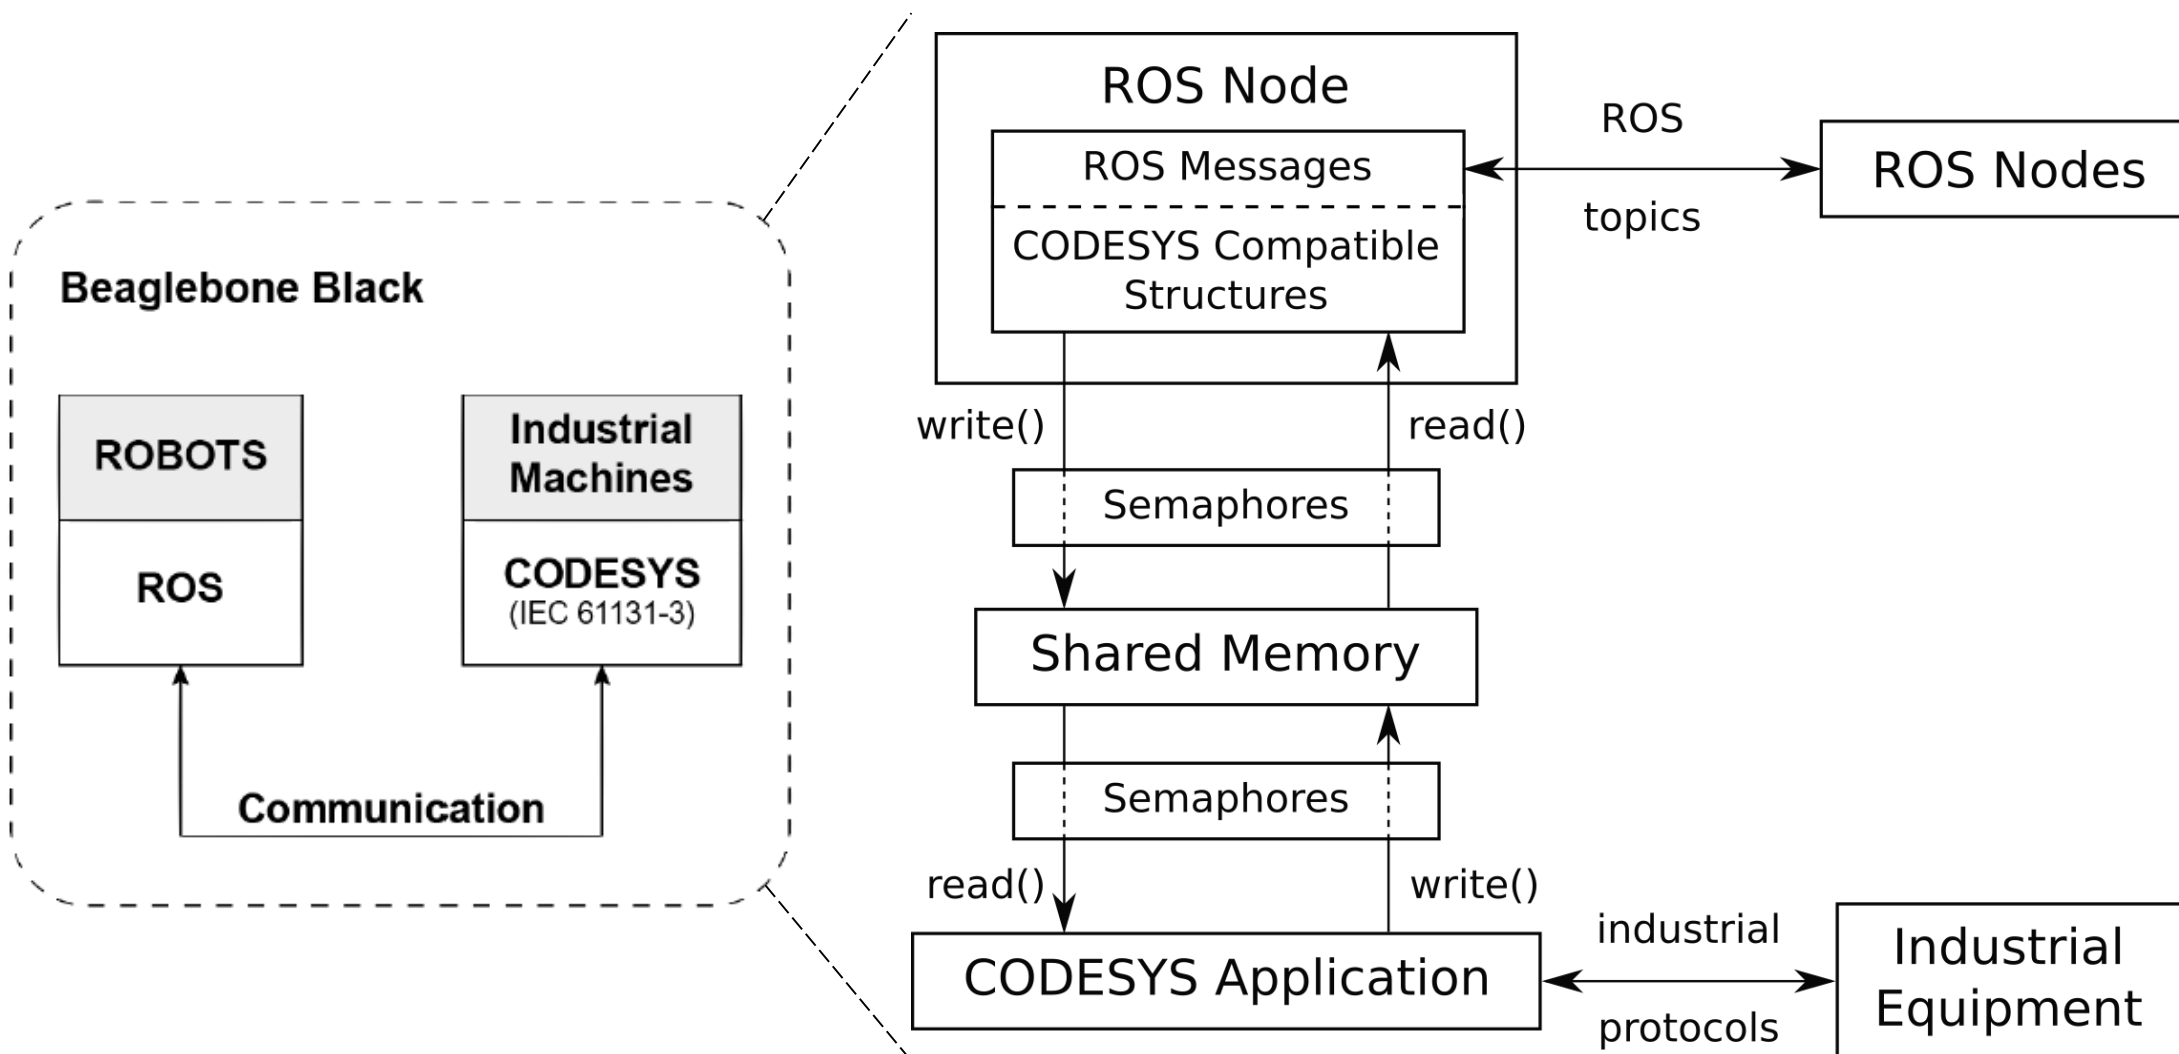 Beaglebone Black
ROBOTS
ROS
Industrial
Machines
CODESYS
(IEC 61131-3)
Communication
ROS Node
ROS Messages
CODESYS Compatible
Structures
ROS
topics
ROS Nodes
write()
read()
Semaphores
Shared Memory
Semaphores
read()
write()
CODESYS Application
industrial
protocols
Industrial
Equipment